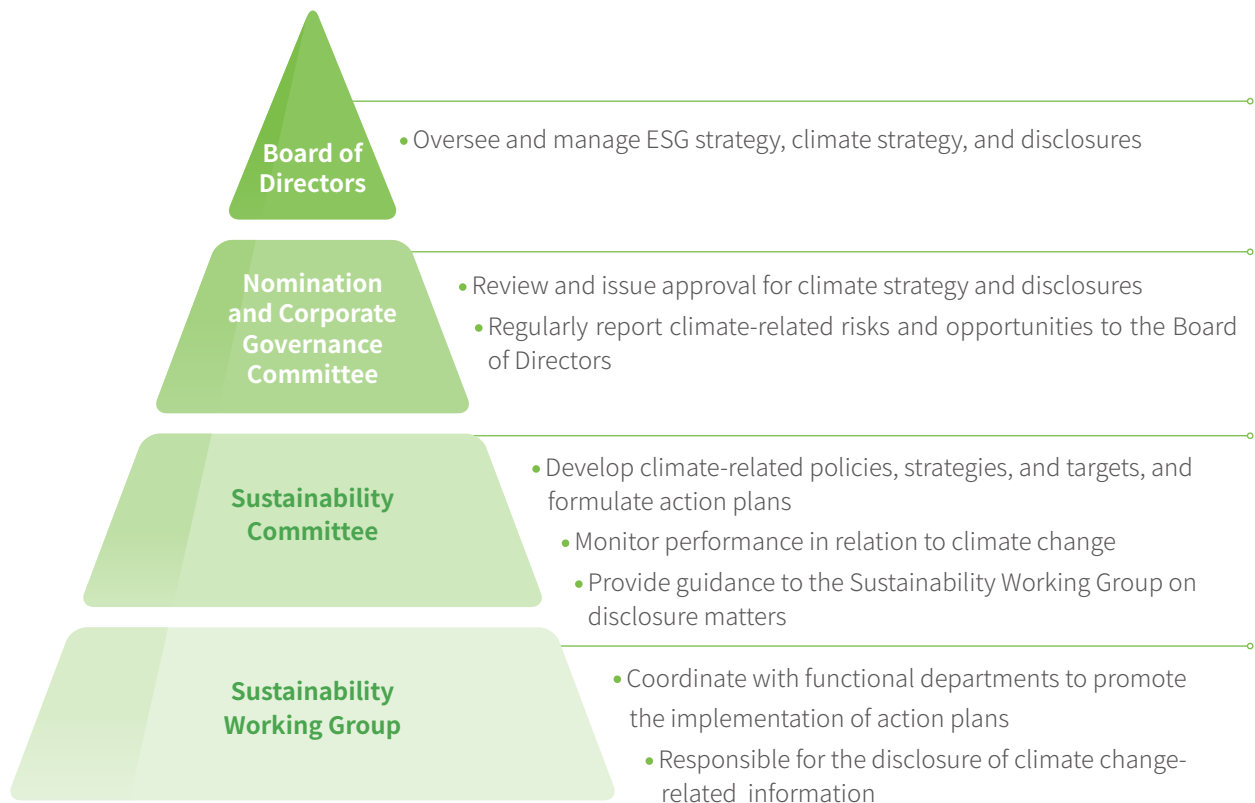 Board of
Directors
• Oversee and manage ESG strategy, climate strategy, and disclosures
Nomination
and Corporate
Governance
Committee
• Review and issue approval for climate strategy and disclosures
• Regularly report climate-related risks and opportunities to the Board
of Directors
Sustainability
Committee
• Develop climate-related policies, strategies, and targets, and
formulate action plans
• Monitor performance in relation to climate change
• Provide guidance to the Sustainability Working Group on
disclosure matters
Sustainability
Working Group
• Coordinate with functional departments to promote
the implementation of action plans
• Responsible for the disclosure of climate change-
related information